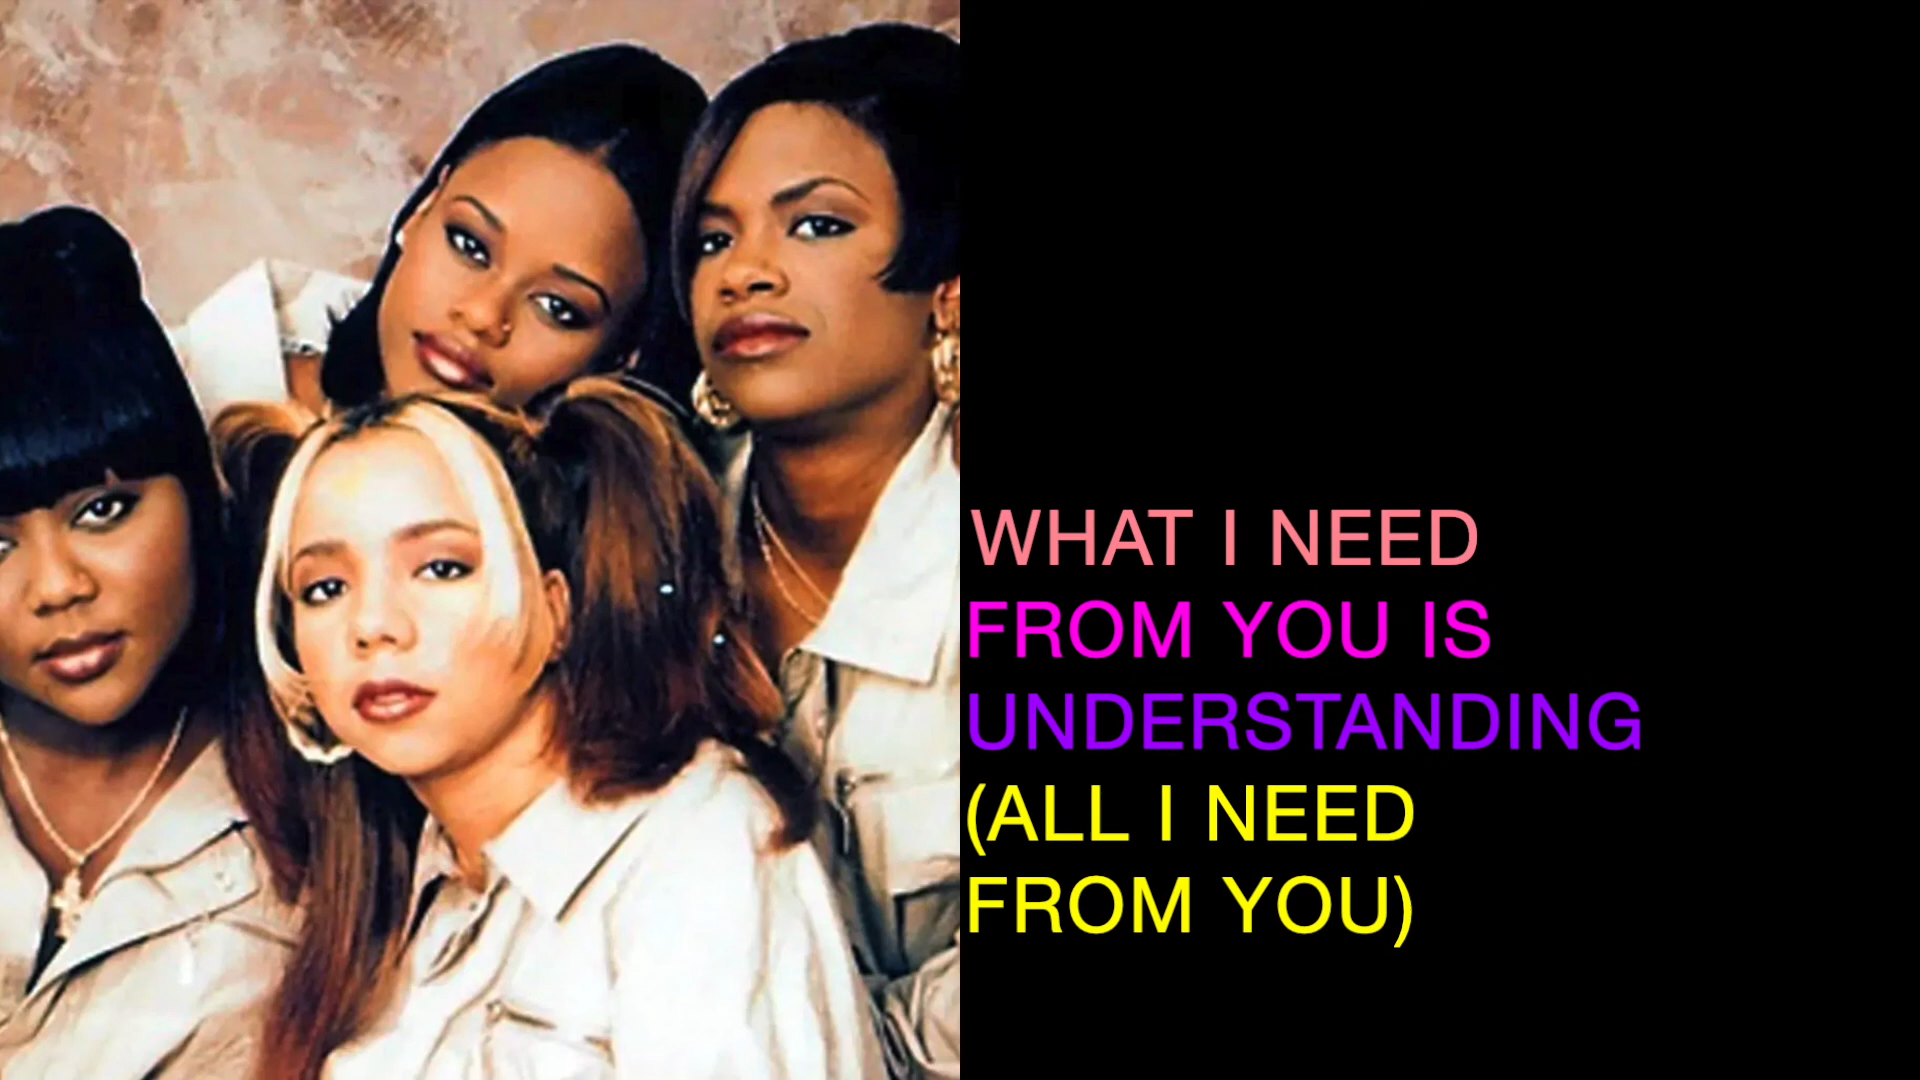 WHAT I NEED
FROM YOU IS
UNDERSTANDING
(ALL I NEED
FROM YOU)